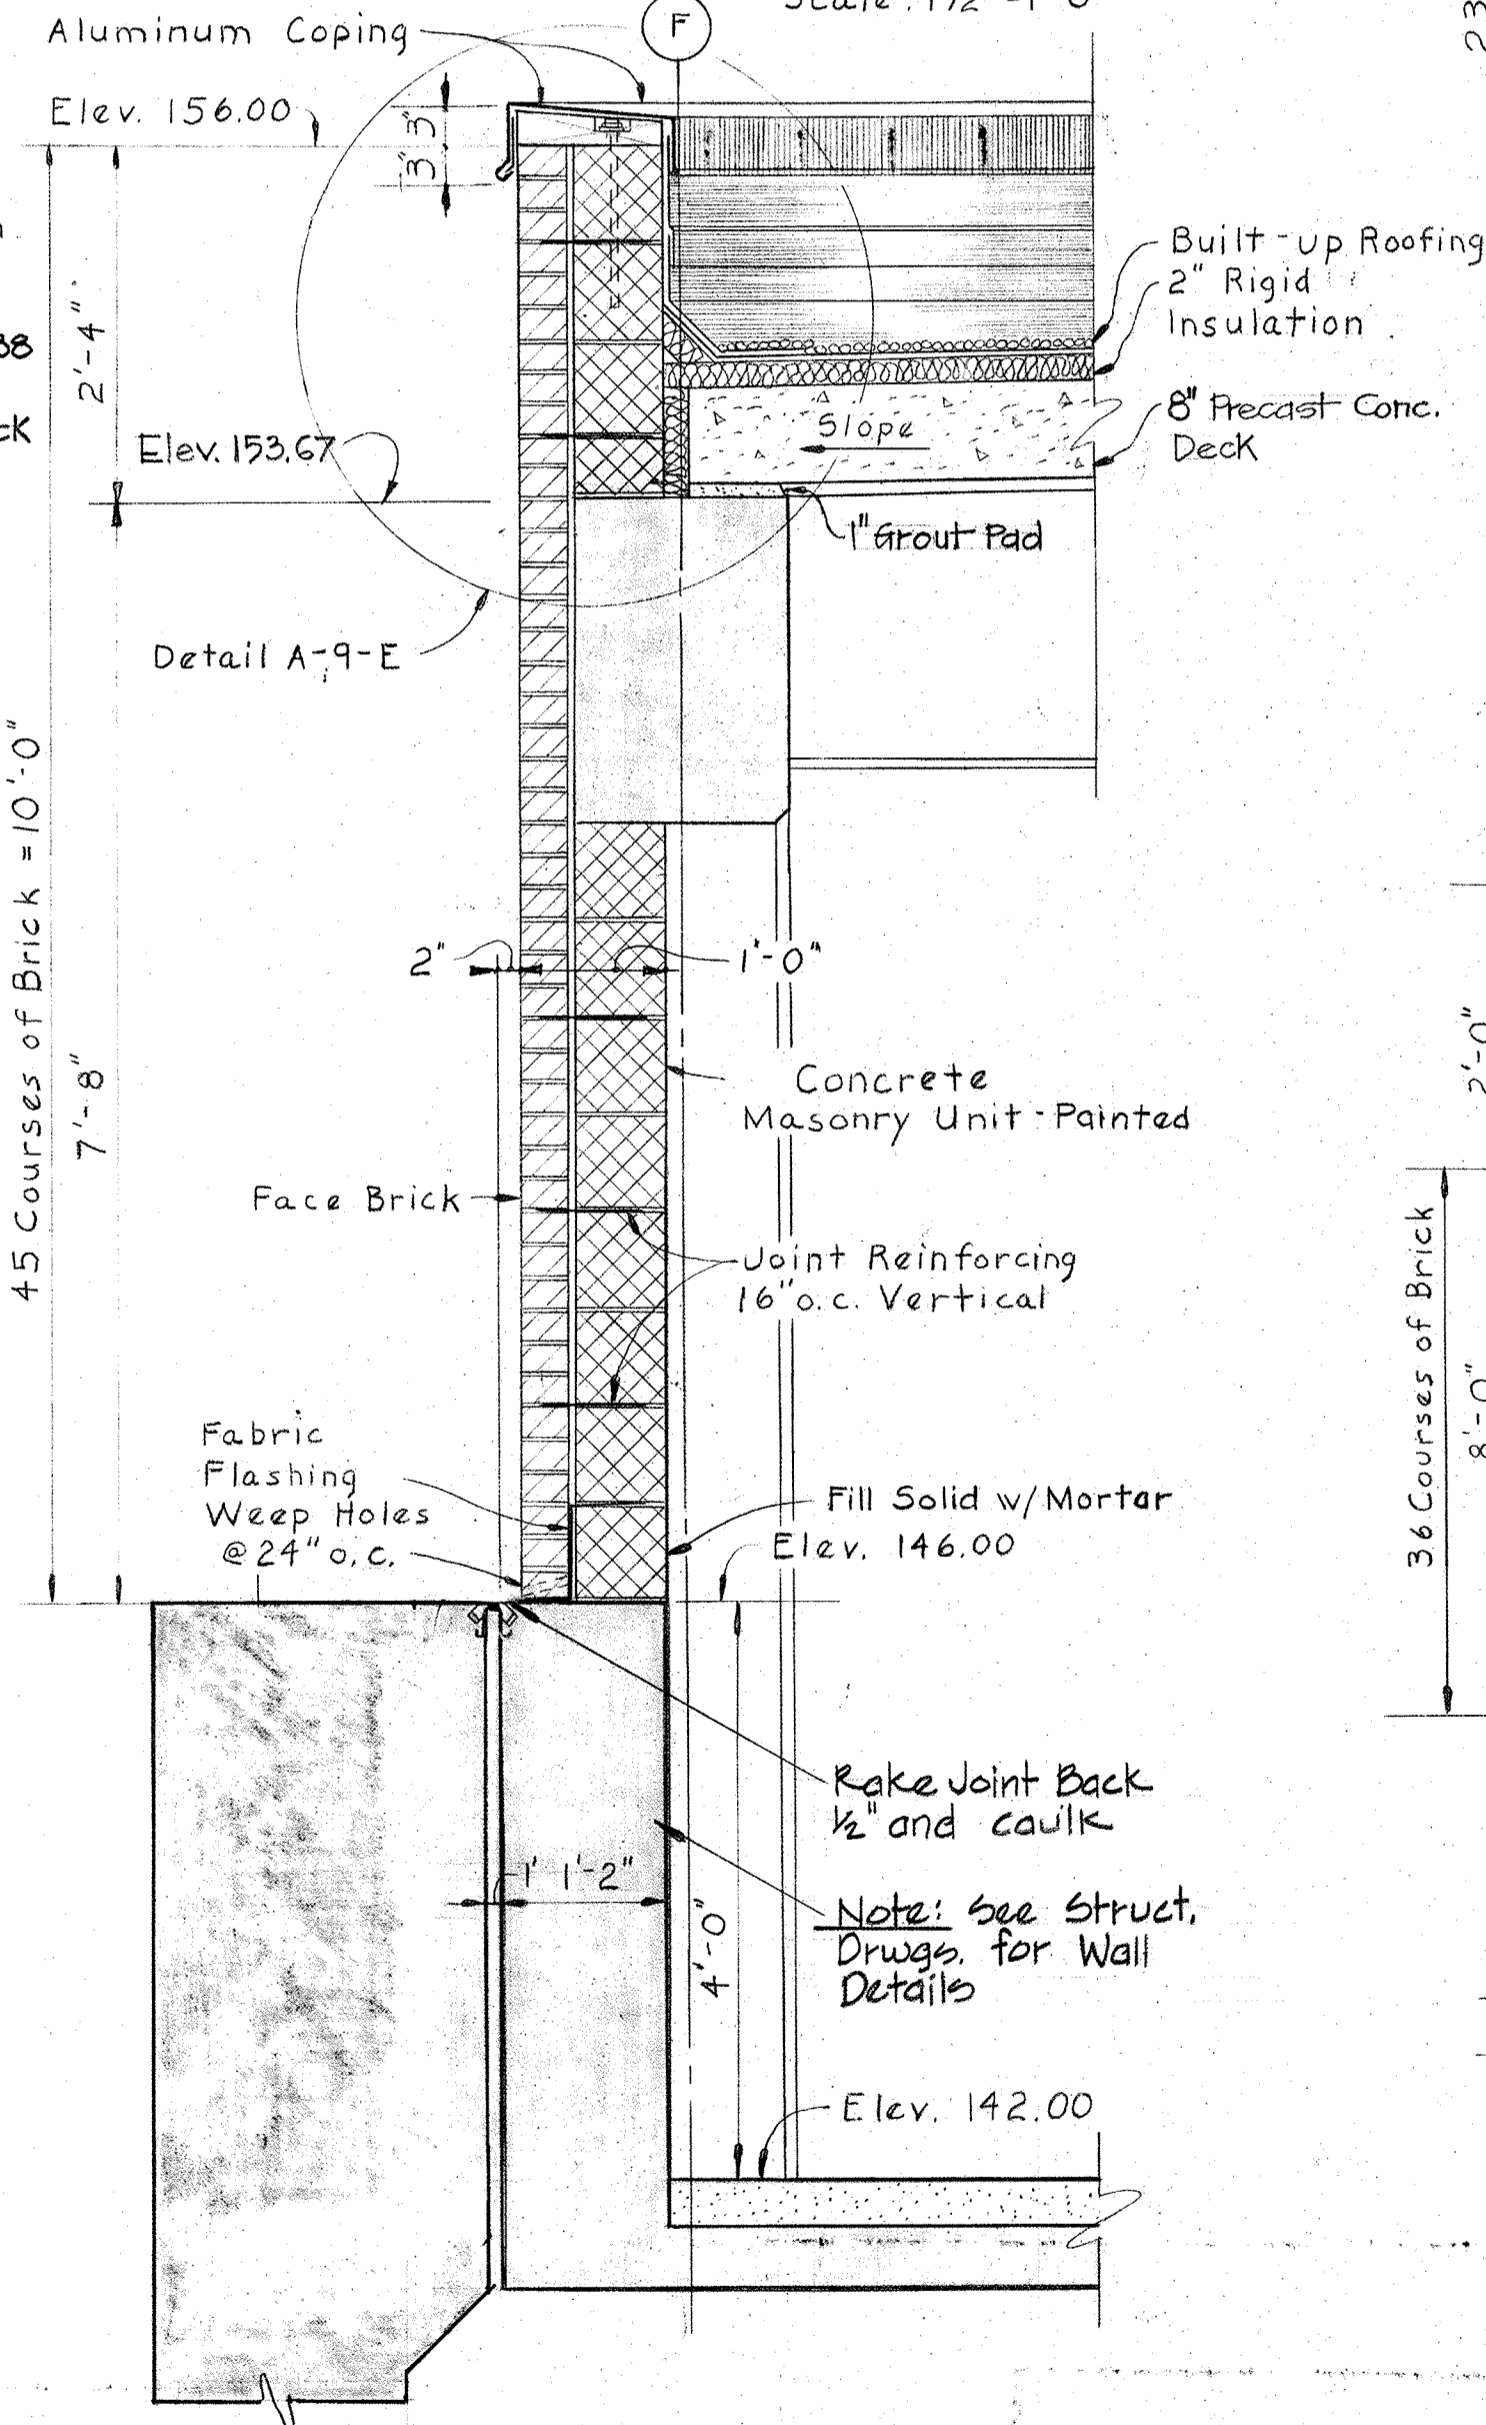 F
Aluminum Coping
Elev. 156.00
3" 3"
2'-4"
Built-up Roofing
2" Rigid
Insulation
8" Precast Conc.
Deck
Slope
Elev. 153.67
1" Grout Pad
Detail A-9-E
45 Courses of Brick = 10'-0"
7'-8"
2"
1'-0"
Concrete
Masonry Unit - Painted
Face Brick
Joint Reinforcing
16" o.c. Vertical
Fabric
Flashing
Weep Holes
@ 24" o.c.
Fill Solid w/ Mortar
Elev. 146.00
Rake Joint Back
½" and caulk
1' 1'-2"
4'-0"
Note: See Struct.
Drwgs. for Wall
Details
Elev. 142.00
2'-0"
36 Courses of Brick
8'-0"